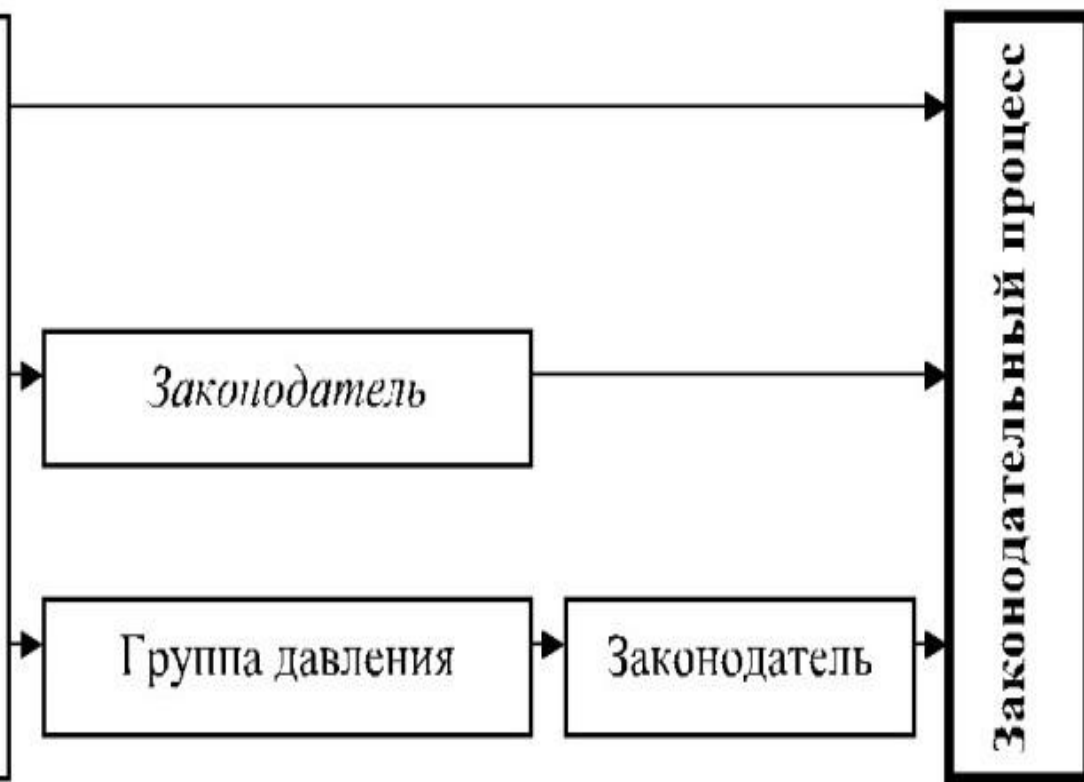 Законодатель
Группа давления
Законодатель
Законодательный процесс